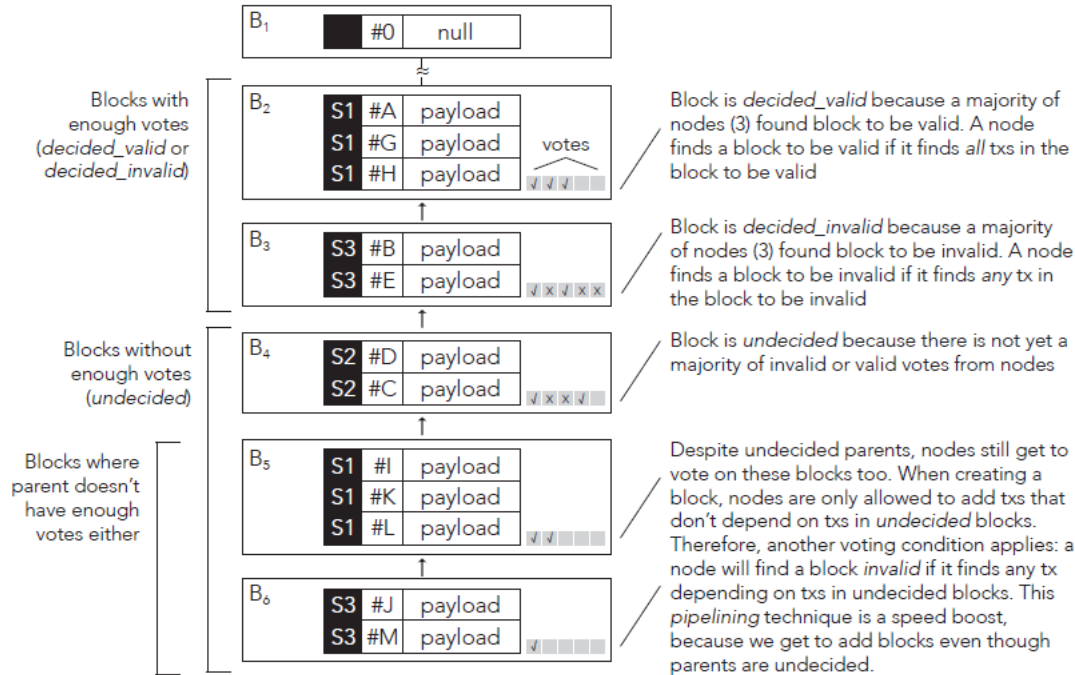 B1
#0 null
≈
Blocks with
enough votes
(decided_valid or
decided_invalid)
B2
S1 #A payload
S1 #G payload
S1 #H payload
votes
√ √ √
Block is decided_valid because a majority of
nodes (3) found block to be valid. A node
finds a block to be valid if it finds all txs in the
block to be valid
B3
S3 #B payload
S3 #E payload
√ x √ x x
Block is decided_invalid because a majority
of nodes (3) found block to be invalid. A node
finds a block to be invalid if it finds any tx in
the block to be invalid
Blocks without
enough votes
(undecided)
B4
S2 #D payload
S2 #C payload
√ x x √
Block is undecided because there is not yet a
majority of invalid or valid votes from nodes
Blocks where
parent doesn't
have enough
votes either
B5
S1 #I payload
S1 #K payload
S1 #L payload
√ √
B6
S3 #J payload
S3 #M payload
√
Despite undecided parents, nodes still get to
vote on these blocks too. When creating a
block, nodes are only allowed to add txs that
don't depend on txs in undecided blocks.
Therefore, another voting condition applies: a
node will find a block invalid if it finds any tx
depending on txs in undecided blocks. This
pipelining technique is a speed boost,
because we get to add blocks even though
parents are undecided.